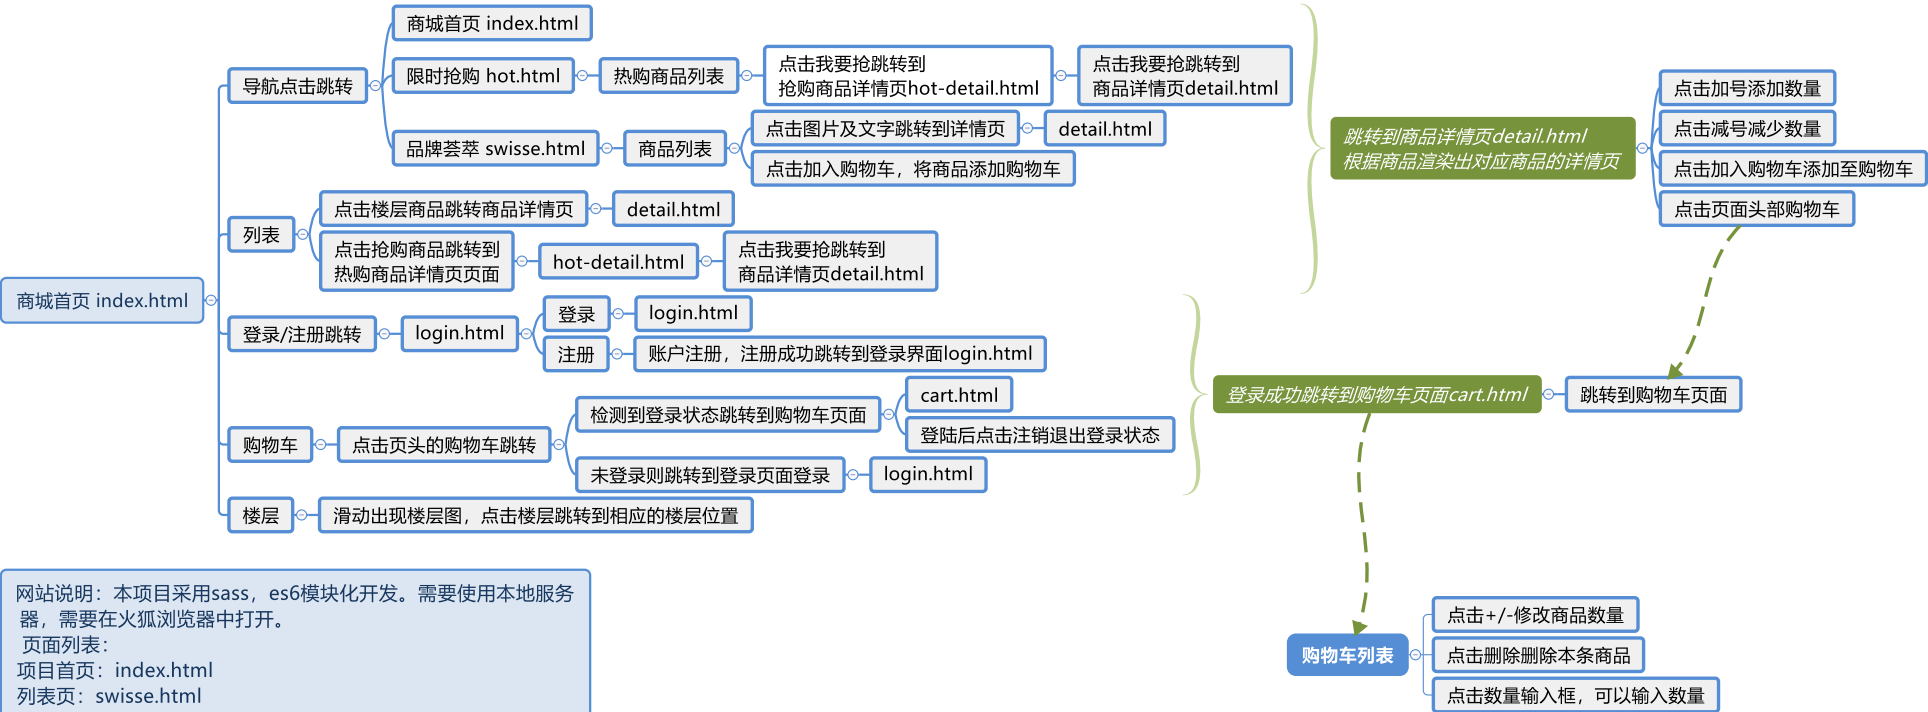 商城首页 index.html
导航点击跳转
商城首页 index.html
限时抢购 hot.html
热购商品列表
点击我要抢跳转到
抢购商品详情页hot-detail.html
点击我要抢跳转到
商品详情页detail.html
品牌荟萃 swisse.html
商品列表
点击图片及文字跳转到详情页
detail.html
点击加入购物车，将商品添加购物车
列表
点击楼层商品跳转商品详情页
detail.html
点击抢购商品跳转到
热购商品详情页页面
hot-detail.html
点击我要抢跳转到
商品详情页detail.html
跳转到商品详情页detail.html
根据商品渲染出对应商品的详情页
点击加号添加数量
点击减号减少数量
点击加入购物车添加至购物车
点击页面头部购物车
登录/注册跳转
login.html
登录
login.html
注册
账户注册，注册成功跳转到登录界面login.html
购物车
点击页头的购物车跳转
检测到登录状态跳转到购物车页面
cart.html
登陆后点击注销退出登录状态
未登录则跳转到登录页面登录
login.html
登录成功跳转到购物车页面cart.html
跳转到购物车页面
楼层
滑动出现楼层图，点击楼层跳转到相应的楼层位置
购物车列表
点击+/-修改商品数量
点击删除删除本条商品
点击数量输入框，可以输入数量
网站说明：本项目采用sass，es6模块化开发。需要使用本地服务
器，需要在火狐浏览器中打开。
页面列表：
项目首页：index.html
列表页：swisse.html